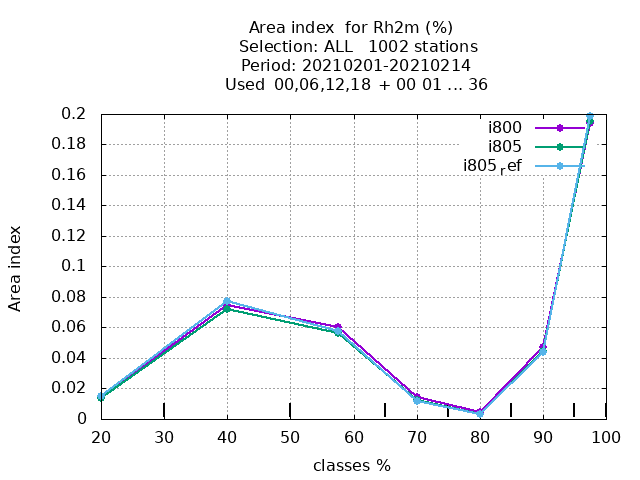 Area index  for Rh2m (%)
Selection: ALL   1002 stations
Period: 20210201-20210214
Used  00,06,12,18  + 00 01 ... 36
0.2
0.18
0.16
0.14
0.12
0.1
0.08
0.06
0.04
0.02
0
Area index
i800
i805
i805ref
20 30 40 50 60 70 80 90 100
classes %